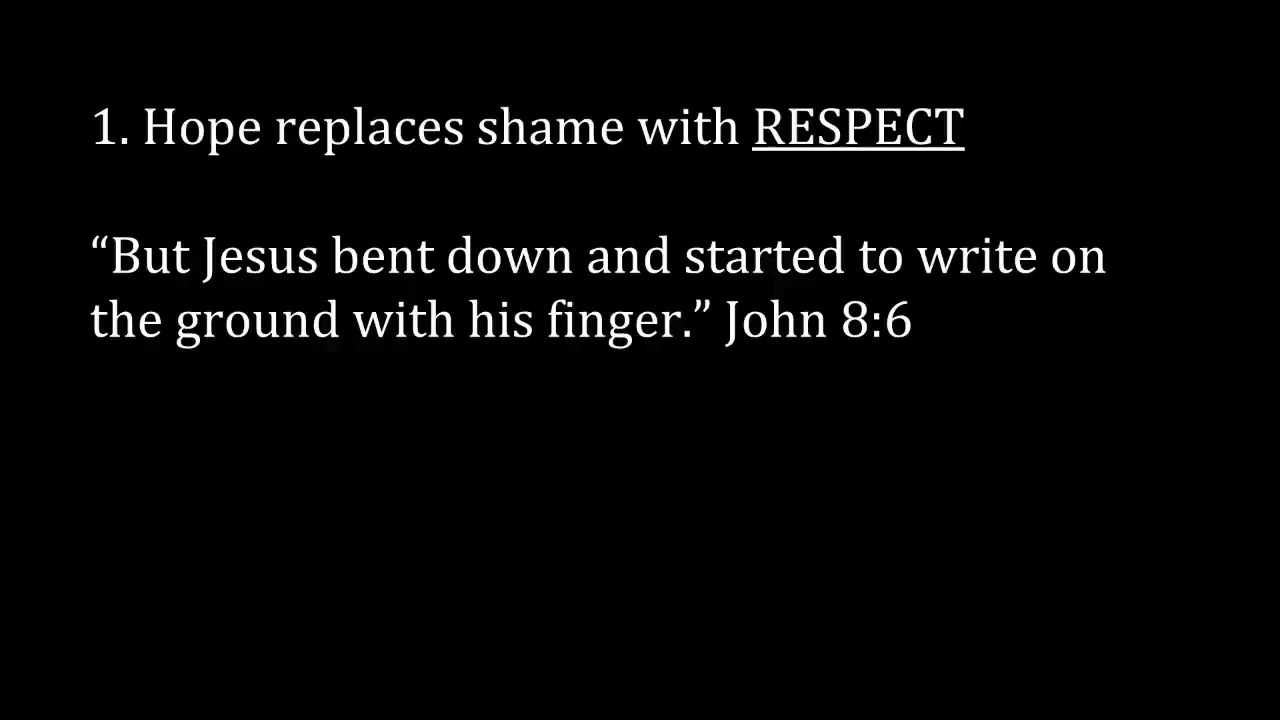 1. Hope replaces shame with RESPECT
“But Jesus bent down and started to write on
the ground with his finger.” John 8:6